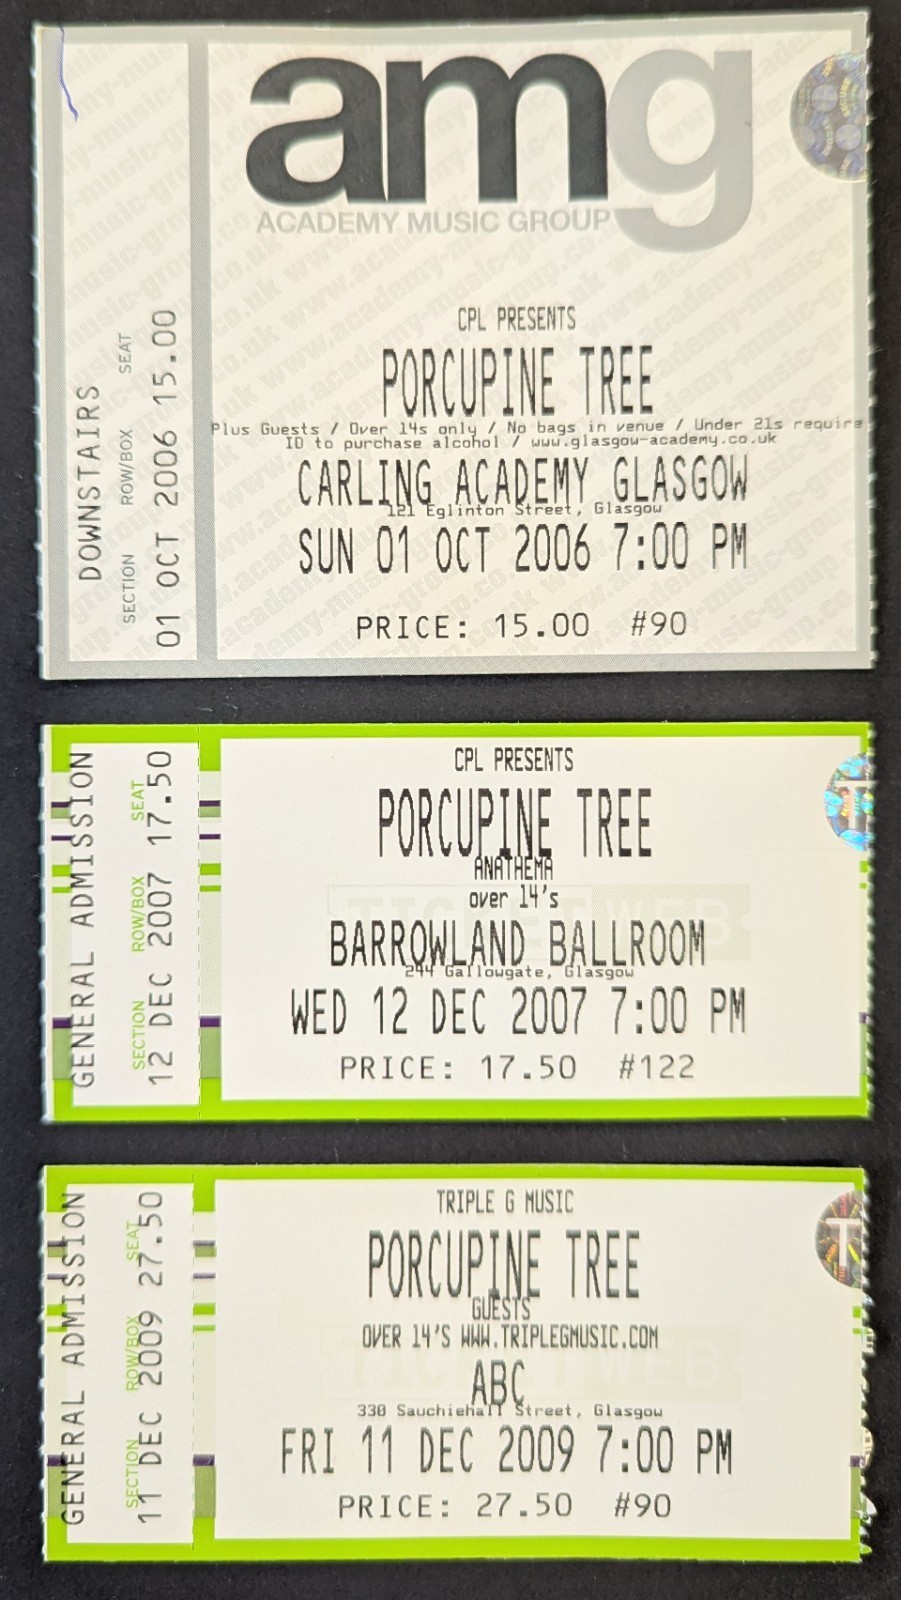 amg
ACADEMY MUSIC GROUP
DOWNSTAIRS
SECTION ROW/BOX SEAT
01 OCT 2006 15.00
CPL PRESENTS
PORCUPINE TREE
Plus Guests / Over 14s only / No bags in venue / Under 21s require
ID to purchase alcohol / www.glasgow-academy.co.uk
CARLING ACADEMY GLASGOW
121 Eglinton Street, Glasgow
SUN 01 OCT 2006 7:00 PM
PRICE: 15.00 #90
GENERAL ADMISSION
SECTION ROW/BOX SEAT
12 DEC 2007 17.50
CPL PRESENTS
PORCUPINE TREE
ANATHEMA
over 14's
TICKETWEB
BARROWLAND BALLROOM
244 Gallowgate, Glasgow
WED 12 DEC 2007 7:00 PM
PRICE: 17.50 #122
GENERAL ADMISSION
SECTION ROW/BOX SEAT
11 DEC 2009 27.50
TRIPLE G MUSIC
PORCUPINE TREE
GUESTS
OVER 14'S WWW.TRIPLEGMUSIC.COM
TICKETWEB
ABC
330 Sauchiehall Street, Glasgow
FRI 11 DEC 2009 7:00 PM
PRICE: 27.50 #90